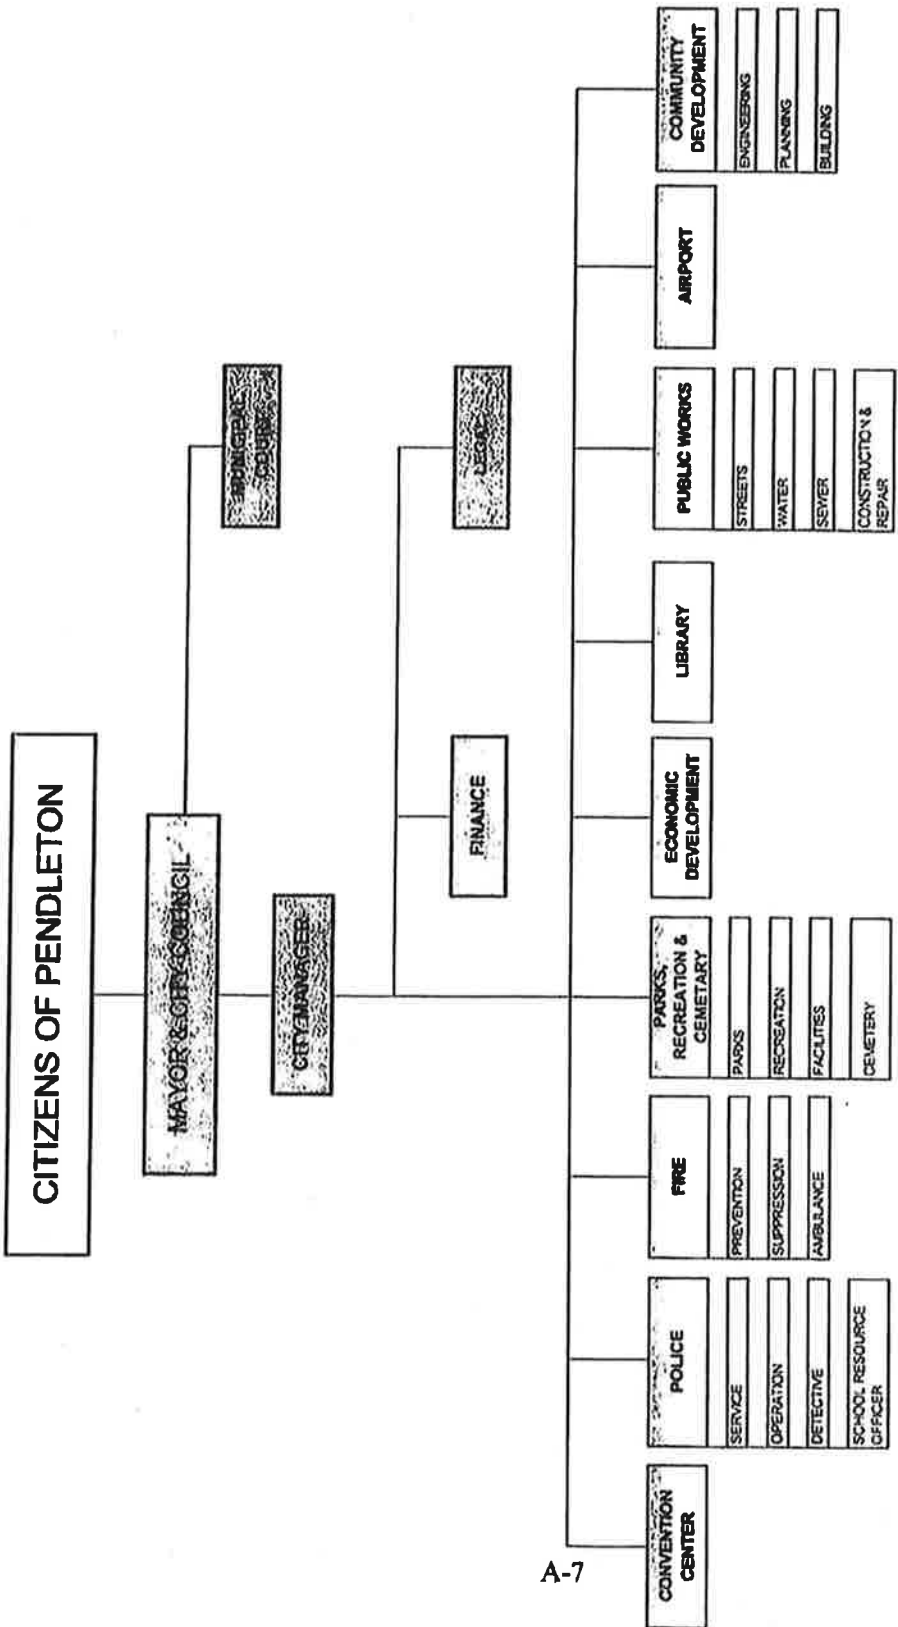 CITIZENS OF PENDLETON
MAYOR & CITY COUNCIL
MUNICIPAL
COURT
CITY MANAGER
FINANCE
LEGAL
CONVENTION
CENTER
POLICE
SERVICE
OPERATION
DETECTIVE
SCHOOL RESOURCE
OFFICER
FIRE
PREVENTION
SUPPRESSION
AMBULANCE
PARKS,
RECREATION &
CEMETARY
PARKS
RECREATION
FACILITIES
CEMETERY
ECONOMIC
DEVELOPMENT
LIBRARY
PUBLIC WORKS
STREETS
WATER
SEWER
CONSTRUCTION &
REPAIR
AIRPORT
COMMUNITY
DEVELOPMENT
ENGINEERING
PLANNING
BUILDING
A-7